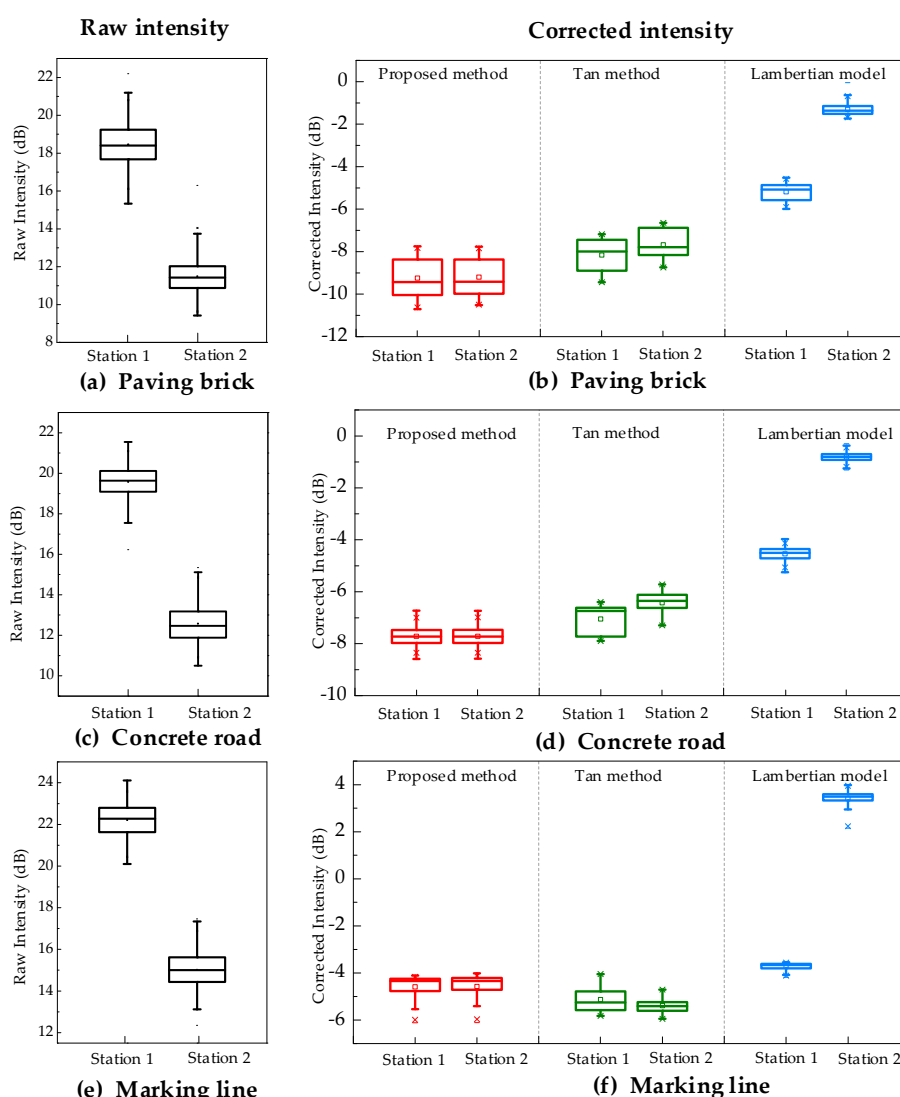 Raw intensity
Corrected intensity
Raw Intensity (dB)
22
20
18
16
14
12
10
8
Station 1 Station 2
(a) Paving brick
Corrected Intensity (dB)
0
-2
-4
-6
-8
-10
-12
Proposed method Tan method Lambertian model
Station 1 Station 2 Station 1 Station 2 Station 1 Station 2
(b) Paving brick
Raw Intensity (dB)
22
20
18
16
14
12
10
Station 1 Station 2
(c) Concrete road
Corrected Intensity (dB)
0
-2
-4
-6
-8
-10
Proposed method Tan method Lambertian model
Station 1 Station 2 Station 1 Station 2 Station 1 Station 2
(d) Concrete road
Raw Intensity (dB)
24
22
20
18
16
14
12
Station 1 Station 2
(e) Marking line
Corrected Intensity (dB)
4
2
0
-2
-4
-6
Proposed method Tan method Lambertian model
Station 1 Station 2 Station 1 Station 2 Station 1 Station 2
(f) Marking line